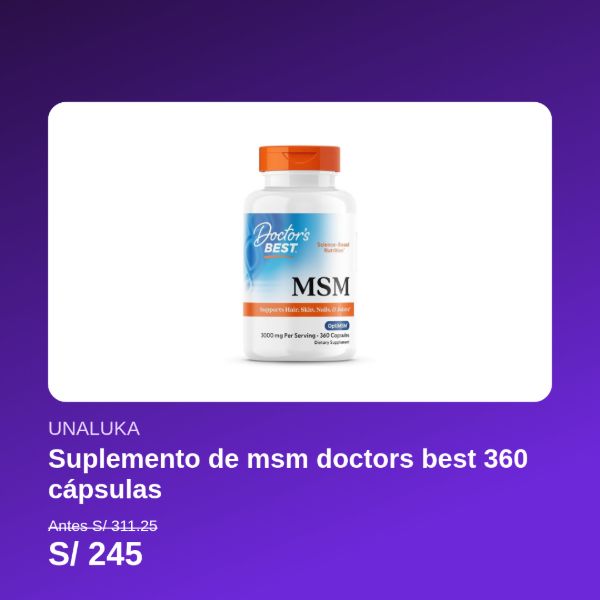 Doctor's
BEST
Science-Based
Nutrition
MSM
Supports Hair, Skin, Nails, & Joints
OptiMSM
3000 mg Per Serving • 360 Capsules
Dietary Supplement
UNALUKA
Suplemento de msm doctors best 360
cápsulas
Antes S/ 311.25
S/ 245